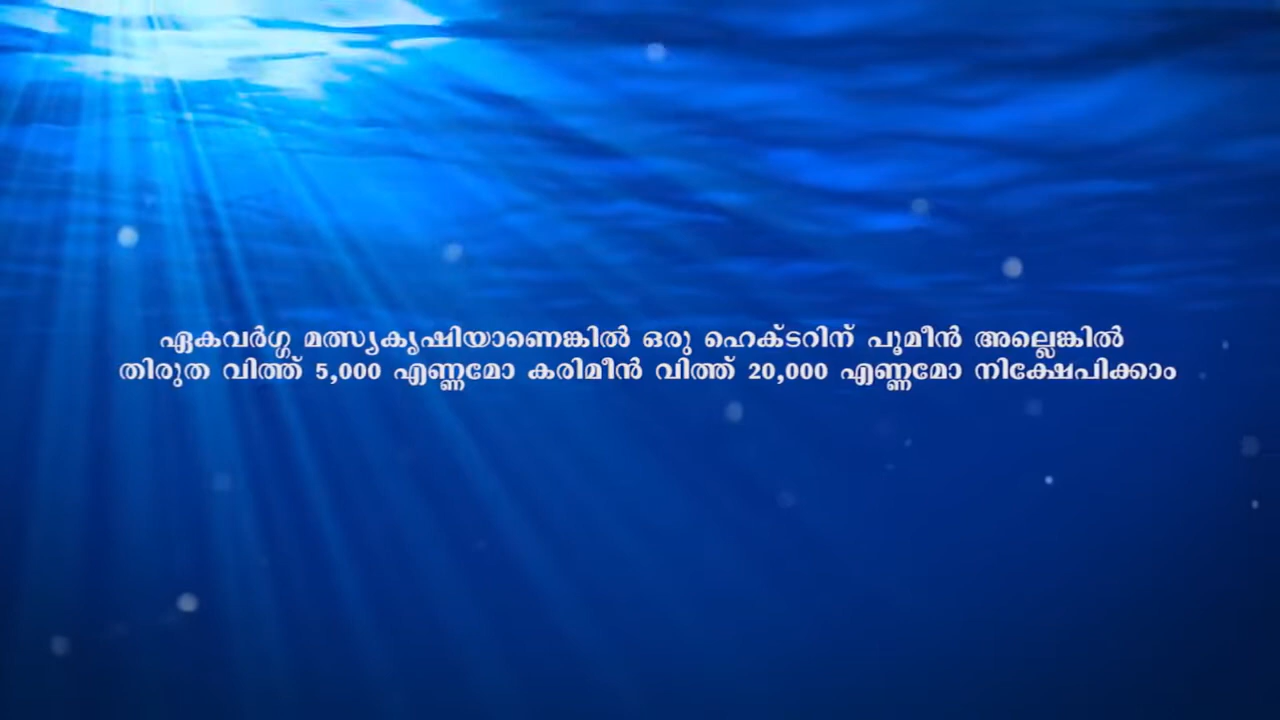 ഏകവർഗ്ഗ മത്സ്യകൃഷിയാണെങ്കിൽ ഒരു ഹെക്ടറിന് പൂമീൻ അല്ലെങ്കിൽ
തിരുത വിത്ത് 5,000 എണ്ണമോ കരിമീൻ വിത്ത് 20,000 എണ്ണമോ നിക്ഷേപിക്കാം